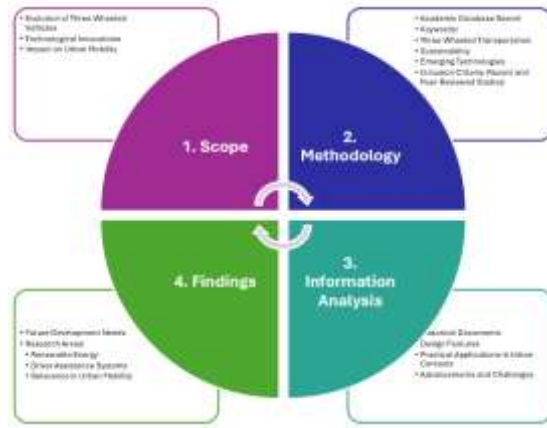 • Evolution of Three Wheeled
Vehicles
• Technological Innovations
• Impact on Urban Mobility
• Academic Database Search
• Keywords:
• Three Wheeled Transportation
• Sustainability
• Emerging Technologies
• Inclusion Criteria: Recent and
Peer-Reviewed Studies
1. Scope
2.
Methodology
4. Findings
3.
Information
Analysis
• Future Development Needs
• Research Areas:
• Renewable Energy
• Driver Assistance Systems
• Relevance in Urban Mobility
Documents
Design Features
• Practical Applications in Urban
Contexts
• Advancements and Challenges